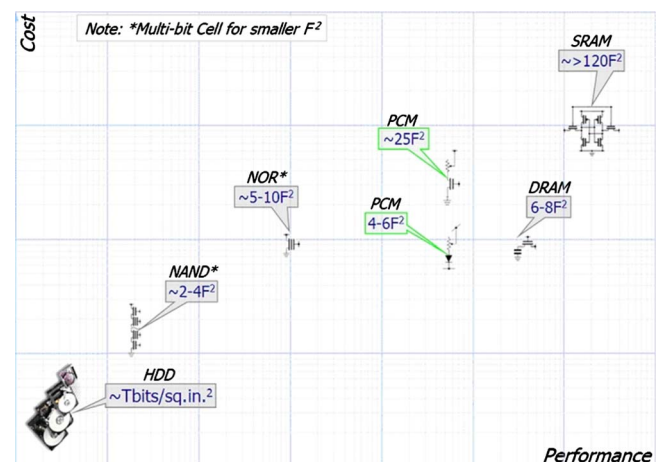 Cost
Note: *Multi-bit Cell for smaller F²
SRAM
~>120F²
PCM
~25F²
NOR*
~5-10F²
PCM
4-6F²
DRAM
6-8F²
NAND*
~2-4F²
HDD
~Tbits/sq.in.²
Performance